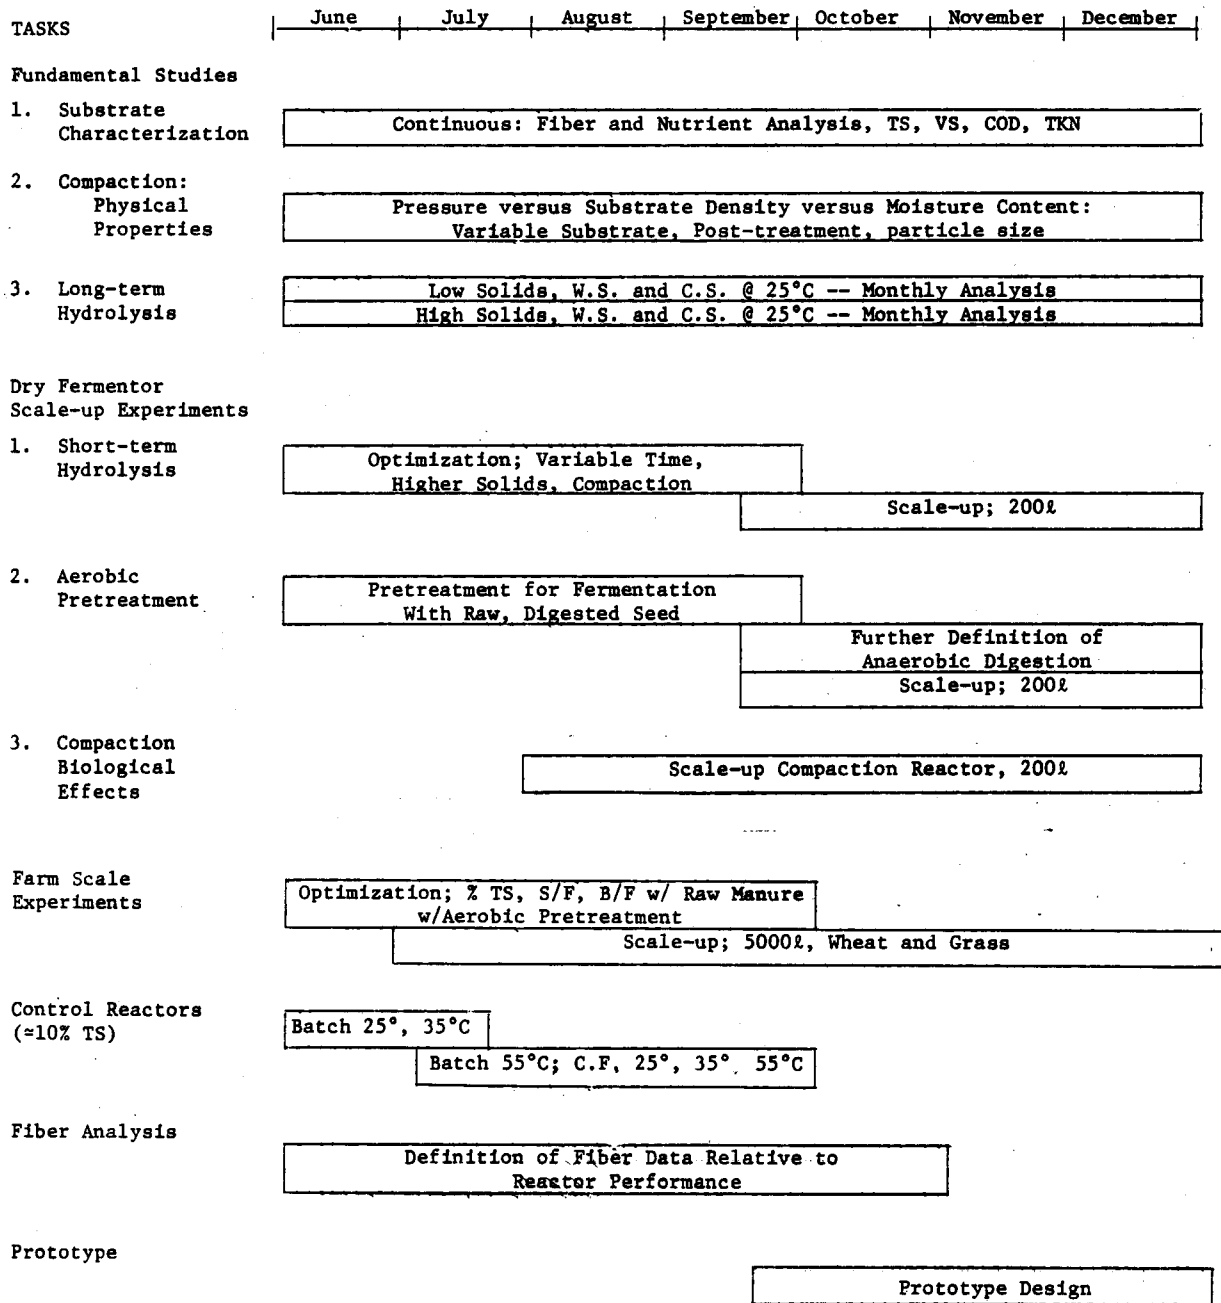 TASKS June July August September October November December
Fundamental Studies
1. Substrate
Characterization
Continuous: Fiber and Nutrient Analysis, TS, VS, COD, TKN
2. Compaction:
Physical
Properties
Pressure versus Substrate Density versus Moisture Content:
Variable Substrate, Post-treatment, particle size
3. Long-term
Hydrolysis
Low Solids, W.S. and C.S. @ 25°C -- Monthly Analysis
High Solids, W.S. and C.S. @ 25°C -- Monthly Analysis
Dry Fermentor
Scale-up Experiments
1. Short-term
Hydrolysis
Optimization; Variable Time,
Higher Solids, Compaction
Scale-up; 200ℓ
2. Aerobic
Pretreatment
Pretreatment for Fermentation
With Raw, Digested Seed
Further Definition of
Anaerobic Digestion
Scale-up; 200ℓ
3. Compaction
Biological
Effects
Scale-up Compaction Reactor, 200ℓ
Farm Scale
Experiments
Optimization; % TS, S/F, B/F w/ Raw Manure
w/Aerobic Pretreatment
Scale-up; 5000ℓ, Wheat and Grass
Control Reactors
(≃10% TS)
Batch 25°, 35°C
Batch 55°C; C.F, 25°, 35°, 55°C
Fiber Analysis
Definition of Fiber Data Relative to
Reactor Performance
Prototype
Prototype Design